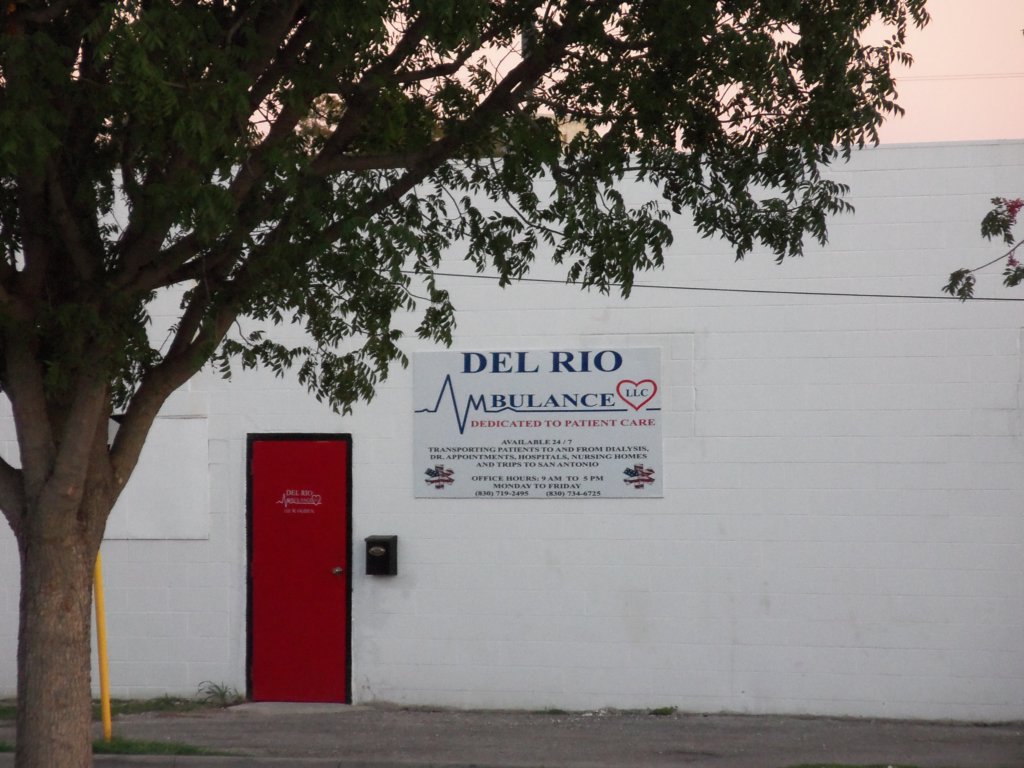 DEL RIO
AMBULANCE LLC
DEDICATED TO PATIENT CARE
AVAILABLE 24 / 7
TRANSPORTING PATIENTS TO AND FROM DIALYSIS,
DR. APPOINTMENTS, HOSPITALS, NURSING HOMES
AND TRIPS TO SAN ANTONIO
OFFICE HOURS: 9 AM TO 5 PM
MONDAY TO FRIDAY
(830) 719-2495 (830) 734-6725
DEL RIO
AMBULANCE